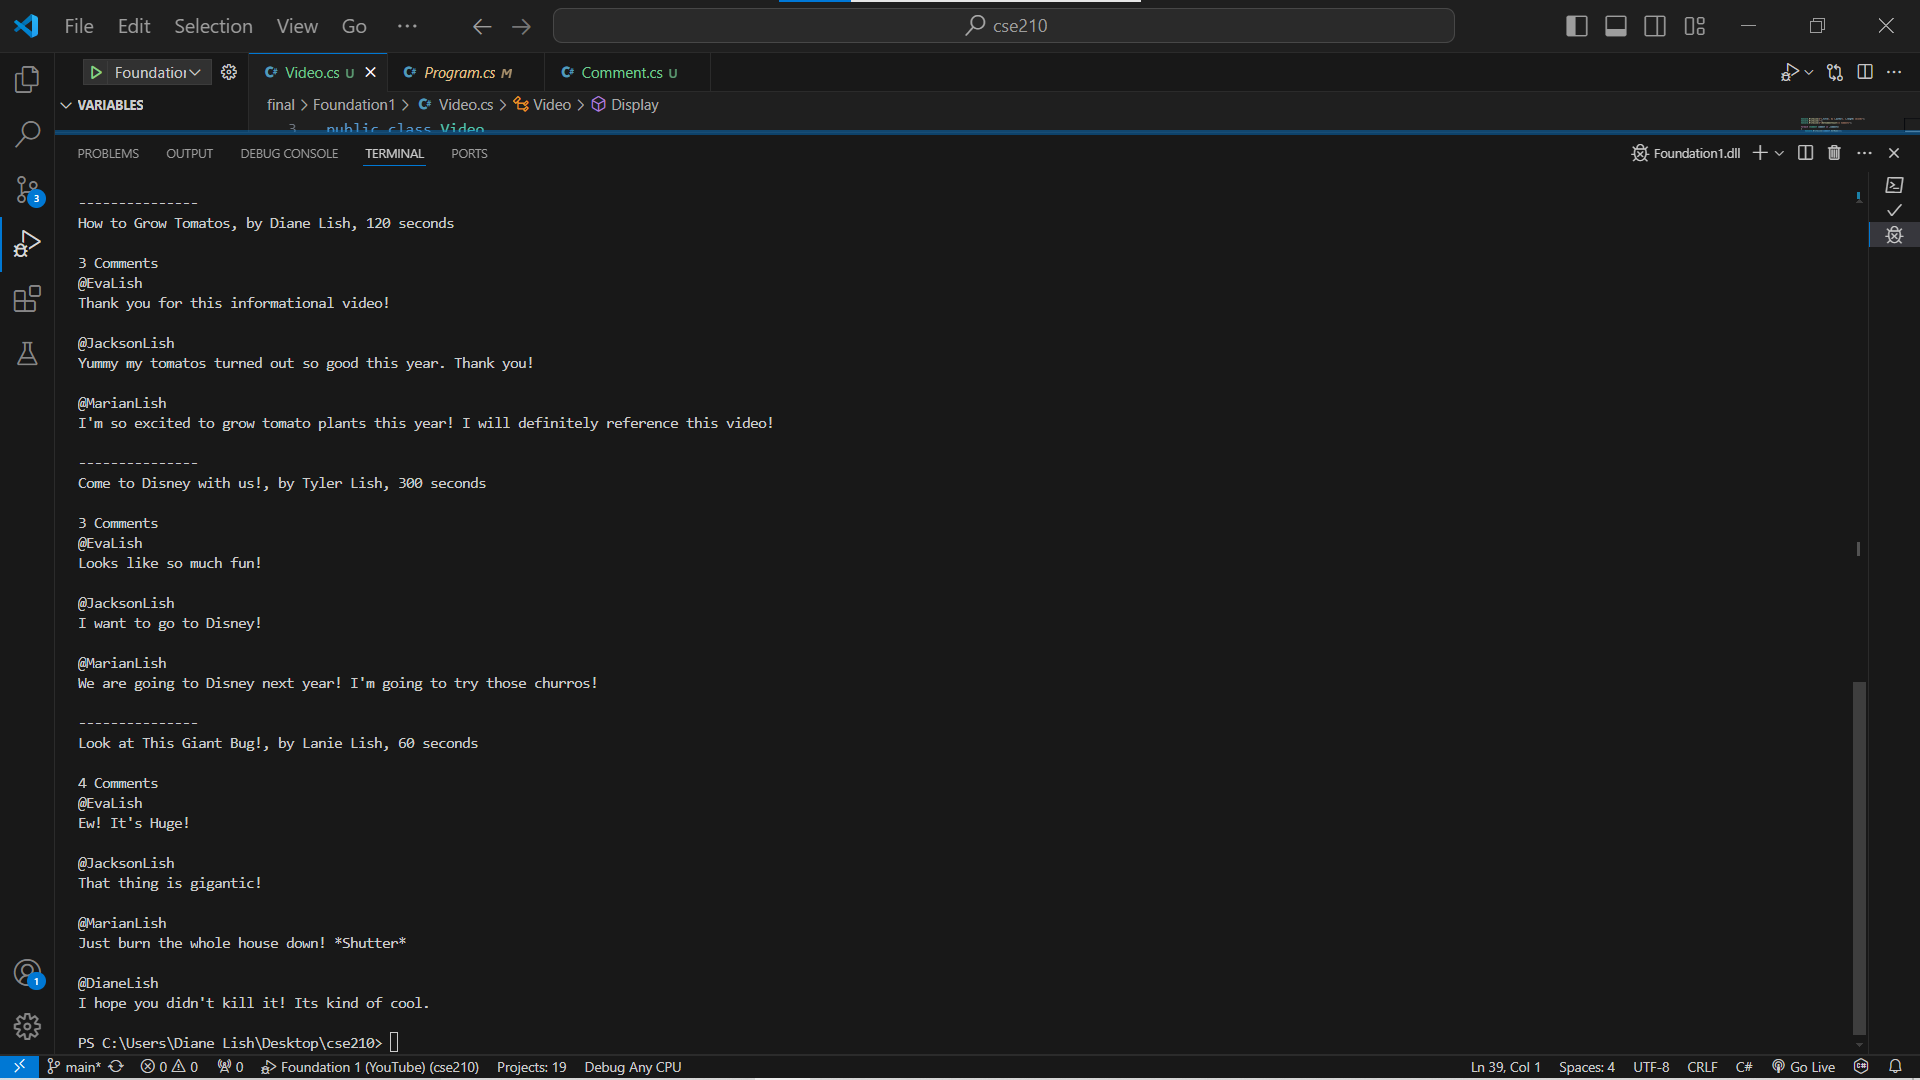 File Edit Selection View Go ··· cse210
Foundation Video.cs U Program.cs M Comment.cs U
VARIABLES final > Foundation1 > Video.cs > Video > Display
3 public class Video
PROBLEMS OUTPUT DEBUG CONSOLE TERMINAL PORTS Foundation1.dll
---------------
How to Grow Tomatos, by Diane Lish, 120 seconds
3 Comments
@EvaLish
Thank you for this informational video!
@JacksonLish
Yummy my tomatos turned out so good this year. Thank you!
@MarianLish
I'm so excited to grow tomato plants this year! I will definitely reference this video!
---------------
Come to Disney with us!, by Tyler Lish, 300 seconds
3 Comments
@EvaLish
Looks like so much fun!
@JacksonLish
I want to go to Disney!
@MarianLish
We are going to Disney next year! I'm going to try those churros!
---------------
Look at This Giant Bug!, by Lanie Lish, 60 seconds
4 Comments
@EvaLish
Ew! It's Huge!
@JacksonLish
That thing is gigantic!
@MarianLish
Just burn the whole house down! *Shutter*
@DianeLish
I hope you didn't kill it! Its kind of cool.
PS C:\Users\Diane Lish\Desktop\cse210>
3
1
main* 0 0 0 Foundation 1 (YouTube) (cse210) Projects: 19 Debug Any CPU Ln 39, Col 1 Spaces: 4 UTF-8 CRLF C# Go Live